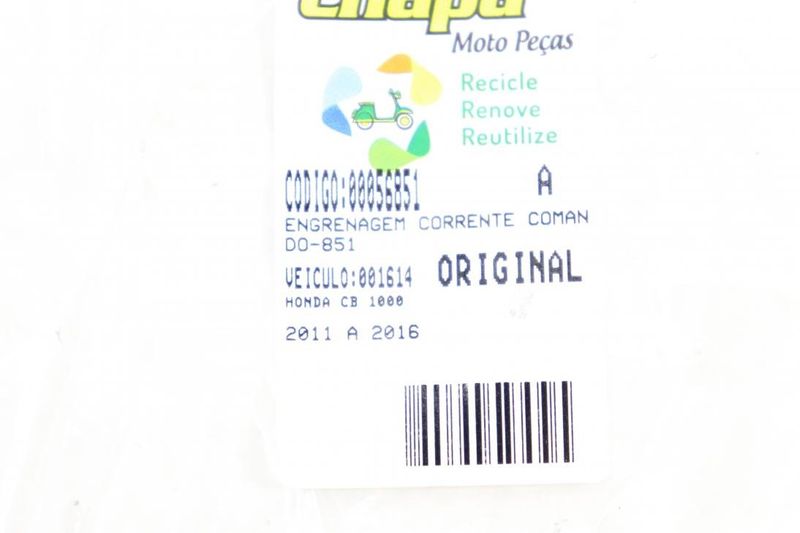 Chapa
Moto Peças
Recicle
Renove
Reutilize
CODIGO:00056851 A
ENGRENAGEM CORRENTE COMAN
DO-851
VEICULO:001614 ORIGINAL
HONDA CB 1000
2011 A 2016